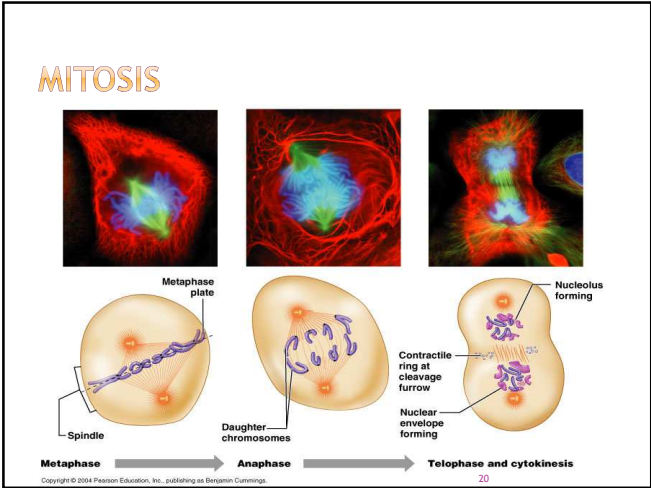 MITOSIS
Metaphase
plate
Spindle
Daughter
chromosomes
Contractile
ring at
cleavage
furrow
Nucleolus
forming
Nuclear
envelope
forming
Metaphase
Anaphase
Telophase and cytokinesis
Copyright © 2004 Pearson Education, Inc., publishing as Benjamin Cummings.
20